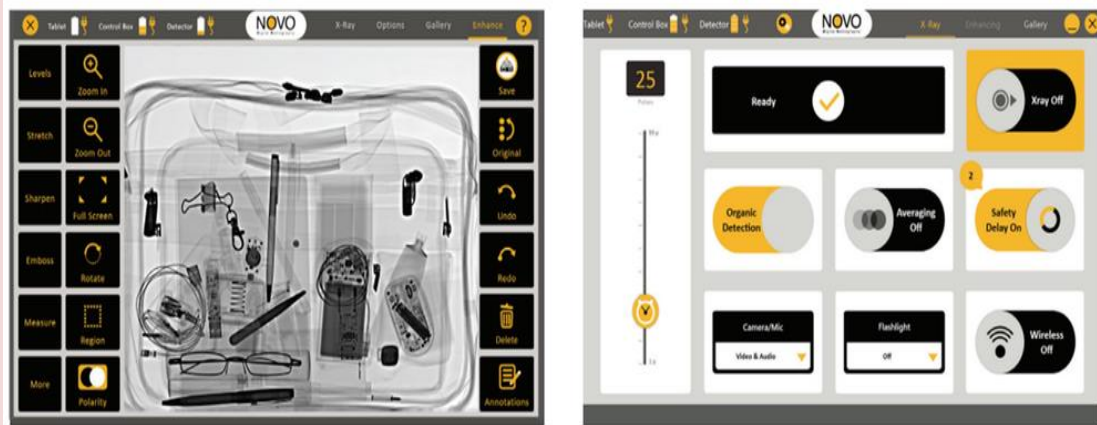 Tablet Control Box Detector NOVO X-Ray Options Gallery Enhance ?
Levels Zoom In Save
Stretch Zoom Out Original
Sharpen Full Screen Undo
Emboss Rotate Redo
Measure Region Delete
More Polarity Annotations
Tablet Control Box Detector NOVO X-Ray Enhancing Gallery
25
Pulses
Ready
Xray Off
Organic
Detection
Averaging
Off
2
Safety
Delay On
Camera/Mic
Video & Audio
Flashlight
Off
Wireless
Off